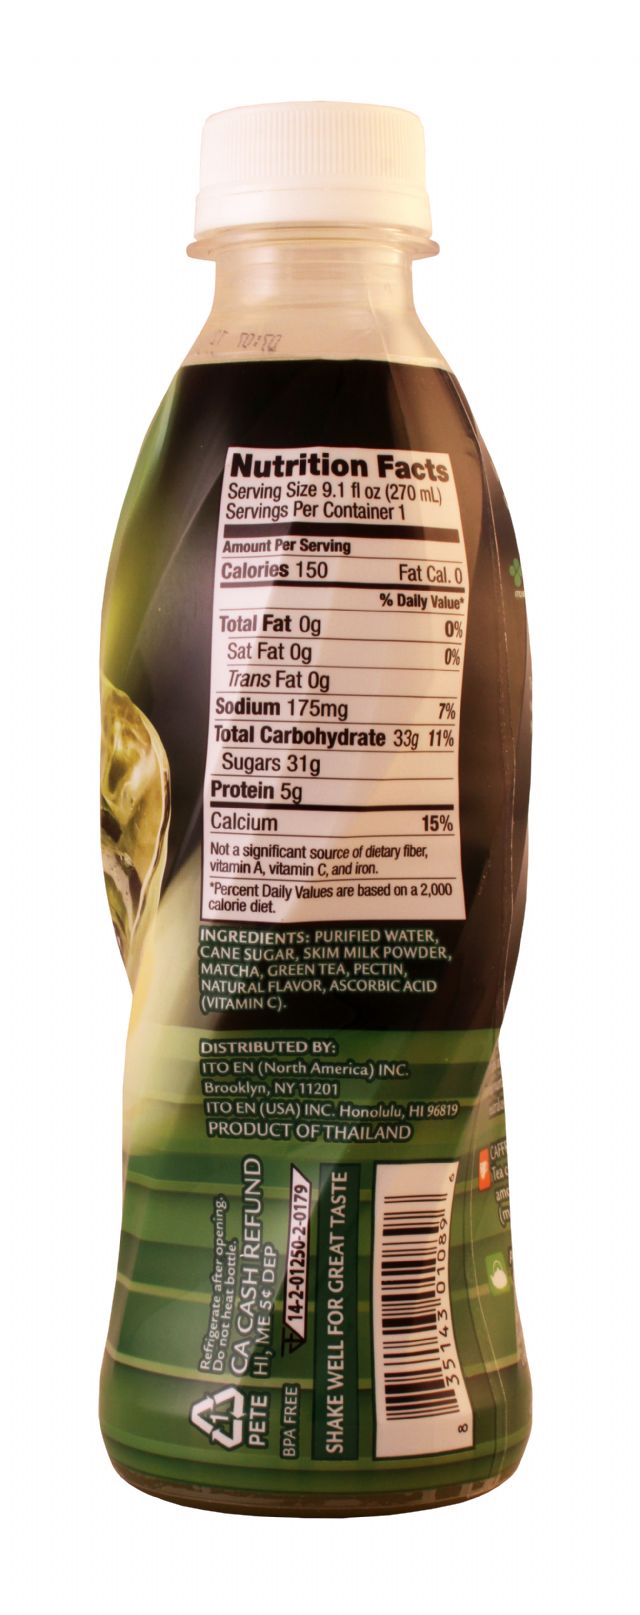 Nutrition Facts
Serving Size 9.1 fl oz (270 mL)
Servings Per Container 1
Amount Per Serving
Calories 150 Fat Cal. 0
% Daily Value*
Total Fat 0g 0%
Sat Fat 0g 0%
Trans Fat 0g
Sodium 175mg 7%
Total Carbohydrate 33g 11%
Sugars 31g
Protein 5g
Calcium 15%
Not a significant source of dietary fiber,
vitamin A, vitamin C, and iron.
*Percent Daily Values are based on a 2,000
calorie diet.
INGREDIENTS: PURIFIED WATER,
CANE SUGAR, SKIM MILK POWDER,
MATCHA, GREEN TEA, PECTIN,
NATURAL FLAVOR, ASCORBIC ACID
(VITAMIN C).
DISTRIBUTED BY:
ITO EN (North America) INC.
Brooklyn, NY 11201
ITO EN (USA) INC. Honolulu, HI 96819
PRODUCT OF THAILAND
Refrigerate after opening.
Do not heat bottle.
CA CASH REFUND
HI, ME 5¢ DEP
14-2-01250-2-0179
1
PETE
BPA FREE
SHAKE WELL FOR GREAT TASTE
8 35143 01089 6
Tea